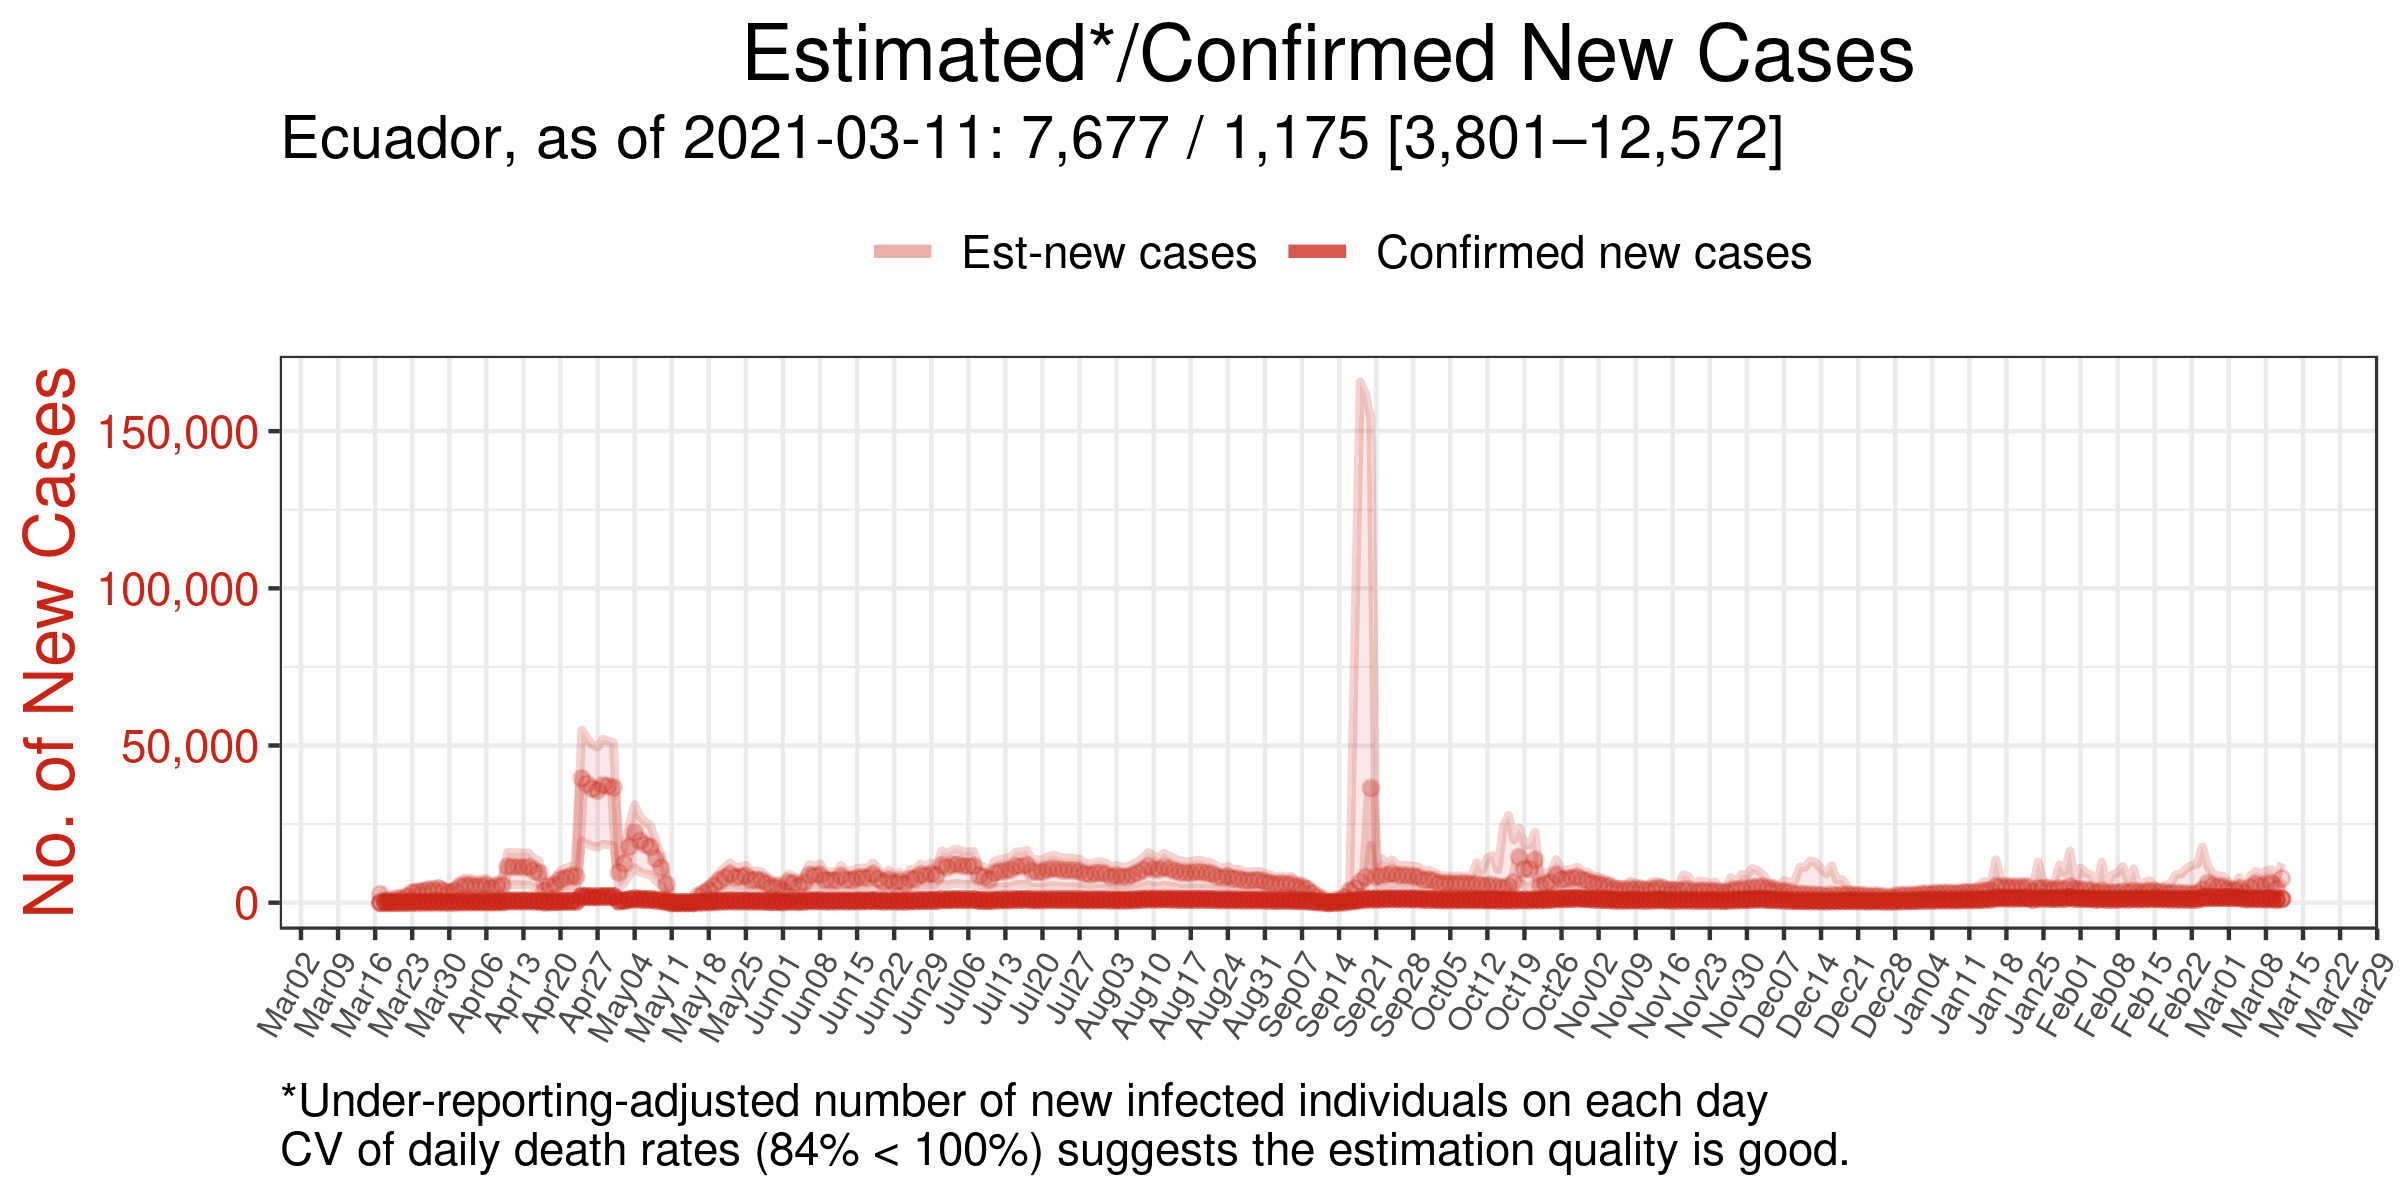 Estimated*/Confirmed New Cases
Ecuador, as of 2021-03-11: 7,677 / 1,175 [3,801–12,572]
Est-new cases
Confirmed new cases
No. of New Cases
150,000
100,000
50,000
0
Mar02
Mar09
Mar16
Mar23
Mar30
Apr06
Apr13
Apr20
Apr27
May04
May11
May18
May25
Jun01
Jun08
Jun15
Jun22
Jun29
Jul06
Jul13
Jul20
Jul27
Aug03
Aug10
Aug17
Aug24
Aug31
Sep07
Sep14
Sep21
Sep28
Oct05
Oct12
Oct19
Oct26
Nov02
Nov09
Nov16
Nov23
Nov30
Dec07
Dec14
Dec21
Dec28
Jan04
Jan11
Jan18
Jan25
Feb01
Feb08
Feb15
Feb22
Mar01
Mar08
Mar15
Mar22
Mar29
*Under-reporting-adjusted number of new infected individuals on each day
CV of daily death rates (84% < 100%) suggests the estimation quality is good.